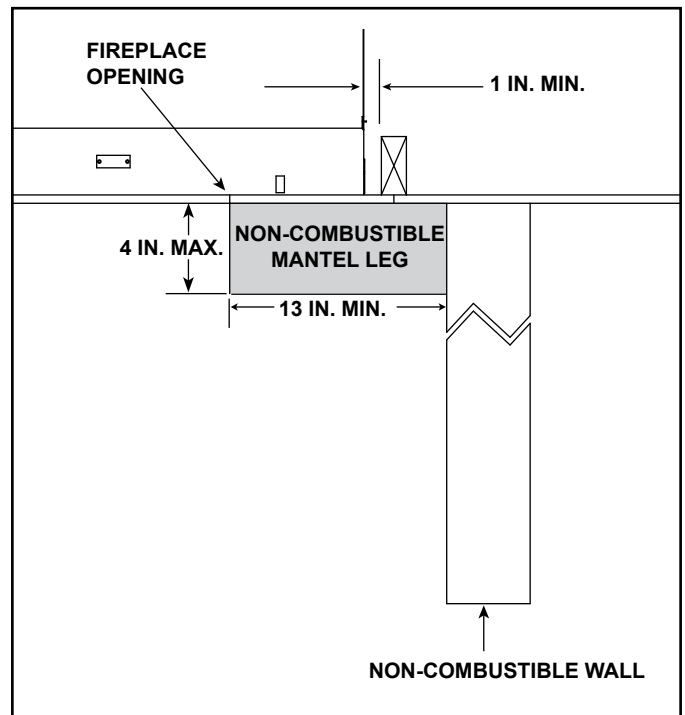 FIREPLACE
OPENING
1 IN. MIN.
4 IN. MAX.
NON-COMBUSTIBLE
MANTEL LEG
13 IN. MIN.
NON-COMBUSTIBLE WALL